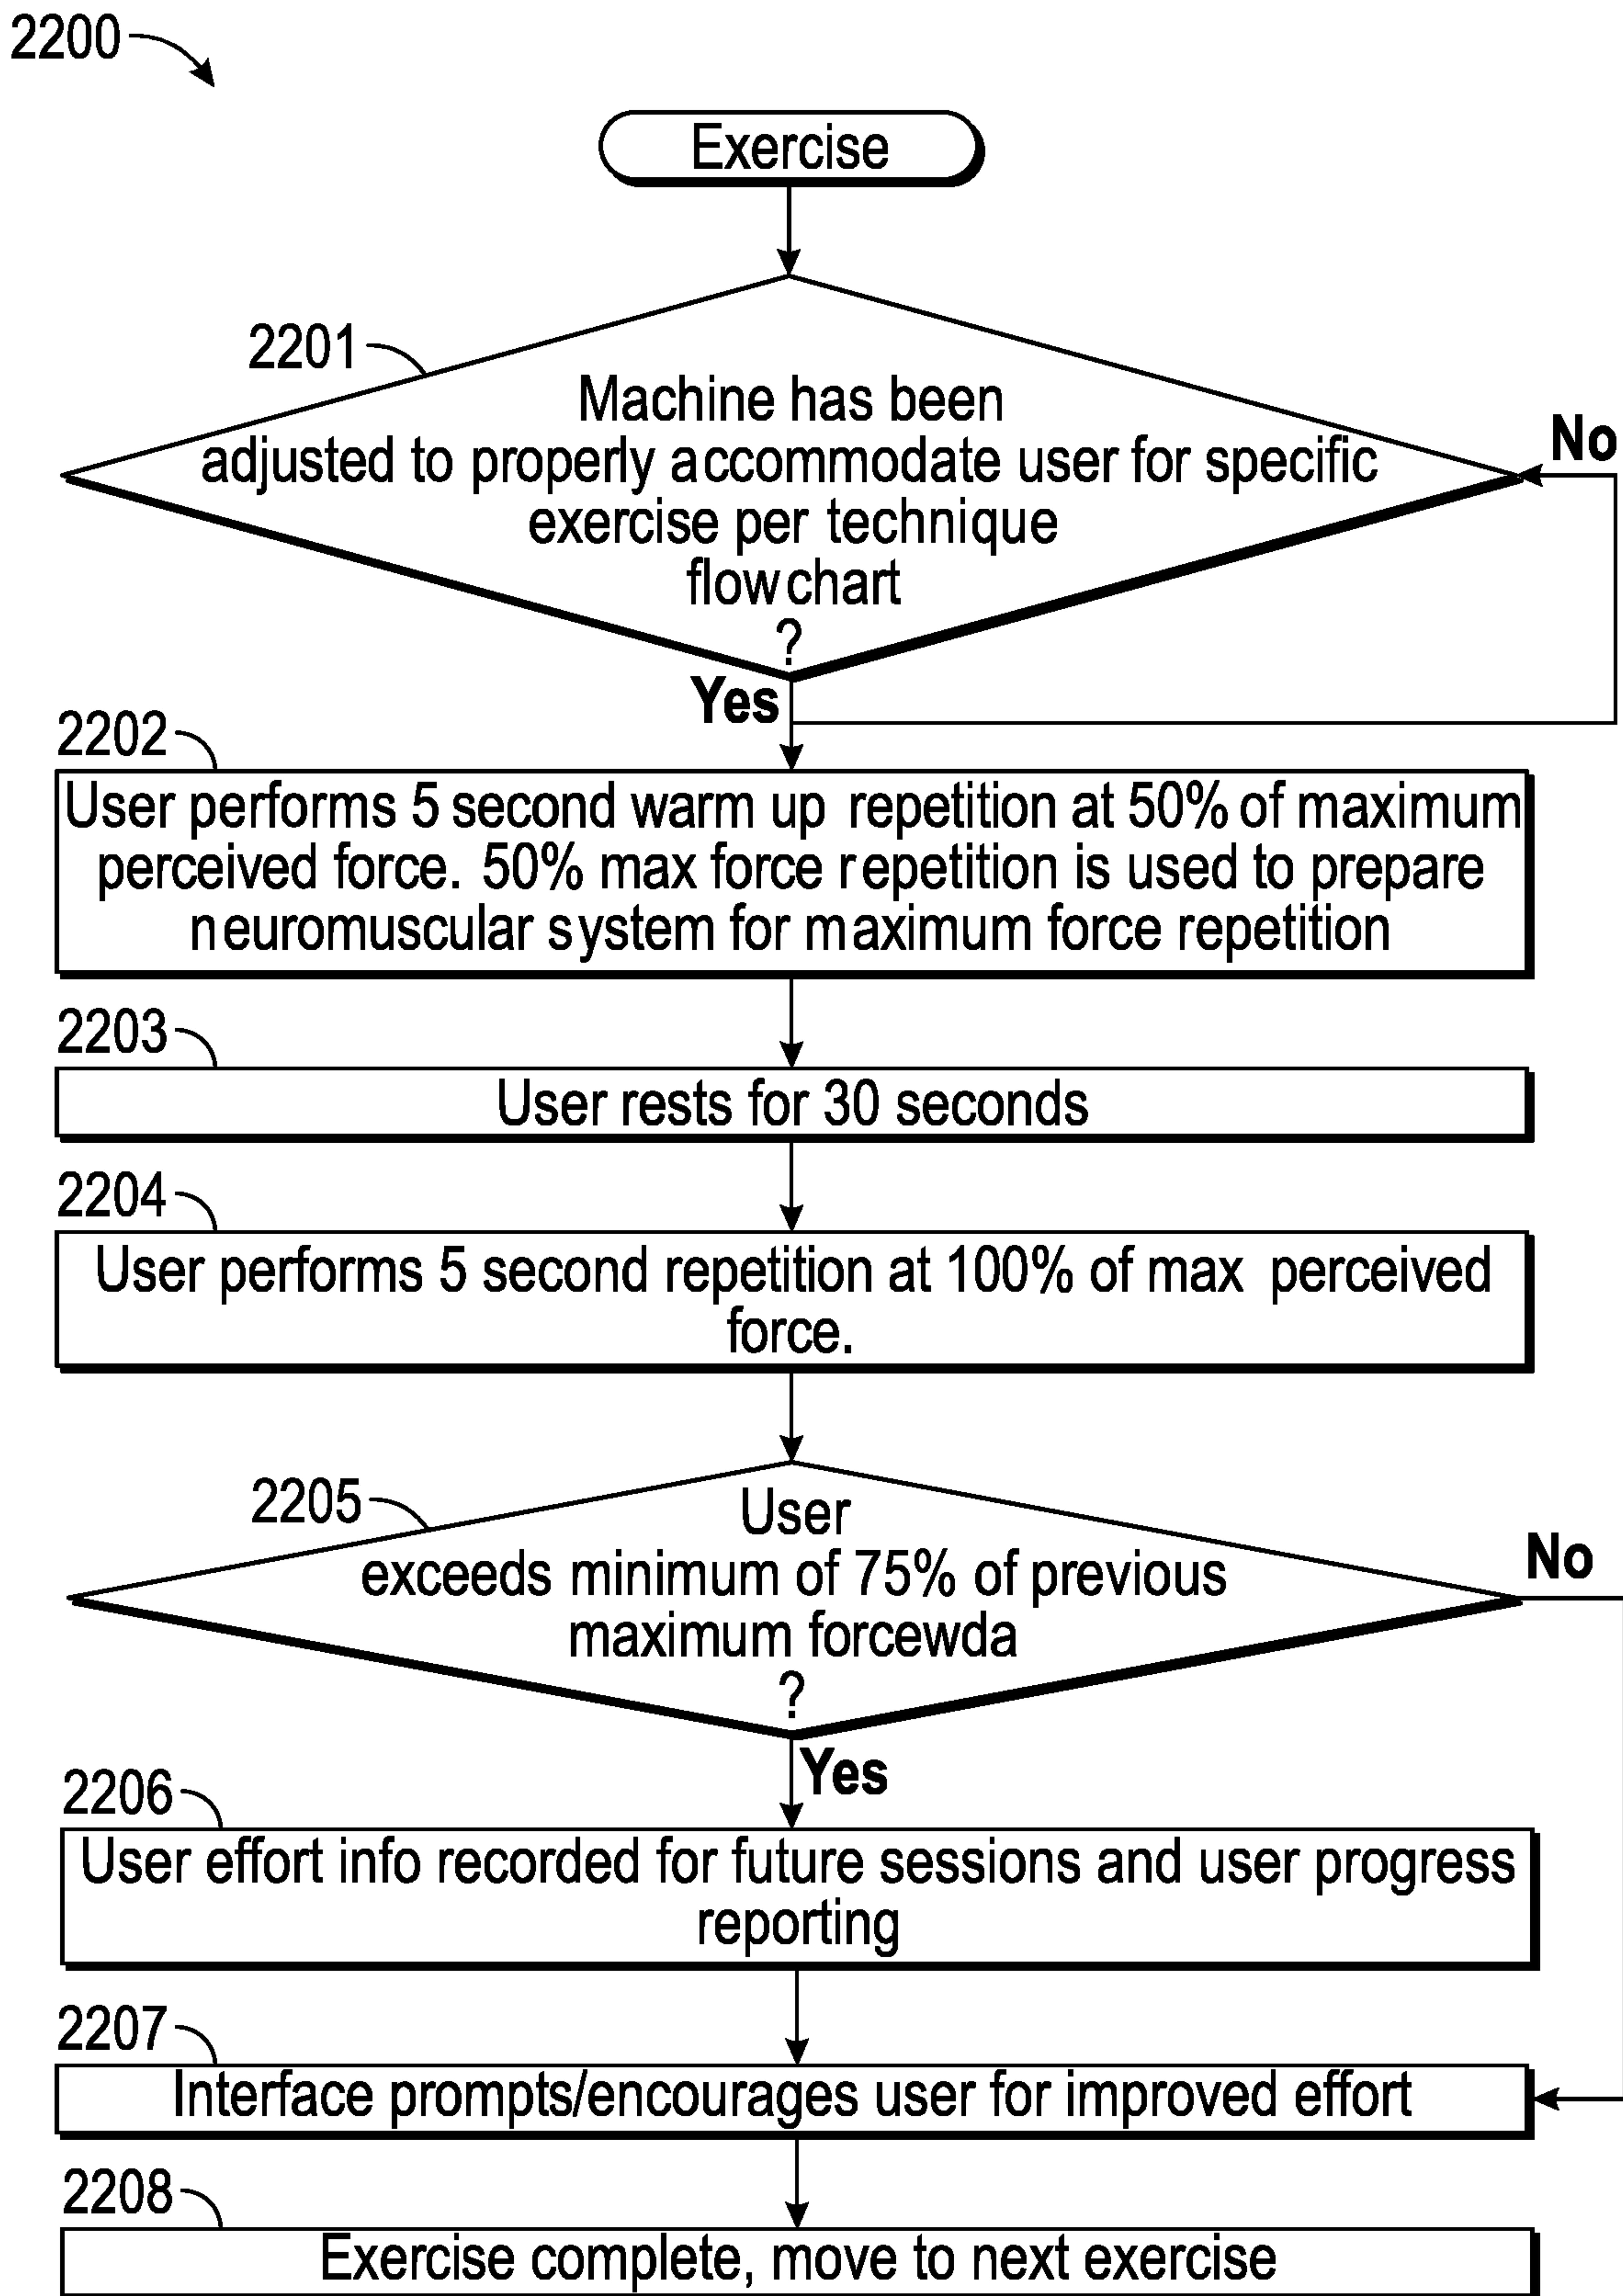 2200
Exercise
2201
Machine has been
adjusted to properly accommodate user for specific
exercise per technique
flowchart
?
No
Yes
2202
User performs 5 second warm up repetition at 50% of maximum
perceived force. 50% max force repetition is used to prepare
neuromuscular system for maximum force repetition
2203
User rests for 30 seconds
2204
User performs 5 second repetition at 100% of max perceived
force.
2205
User
exceeds minimum of 75% of previous
maximum forcewda
?
No
Yes
2206
User effort info recorded for future sessions and user progress
reporting
2207
Interface prompts/encourages user for improved effort
2208
Exercise complete, move to next exercise